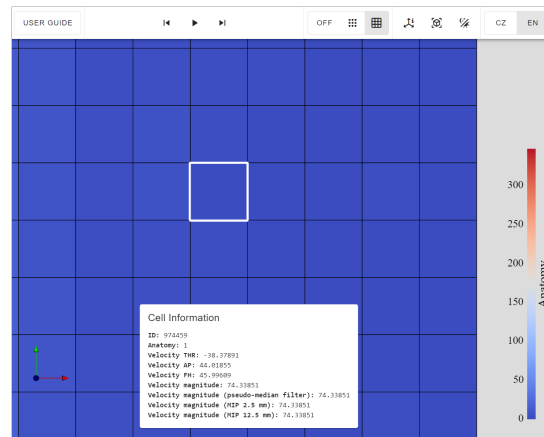 USER GUIDE OFF CZ EN
Cell Information
ID: 974459
Anatomy: 1
Velocity THR: -38.37891
Velocity AP: 44.01855
Velocity FH: 45.99609
Velocity magnitude: 74.33851
Velocity magnitude (pseudo-median filter): 74.33851
Velocity magnitude (MIP 2.5 mm): 74.33851
Velocity magnitude (MIP 12.5 mm): 74.33851
300
250
200
150
100
50
0
Anatomy